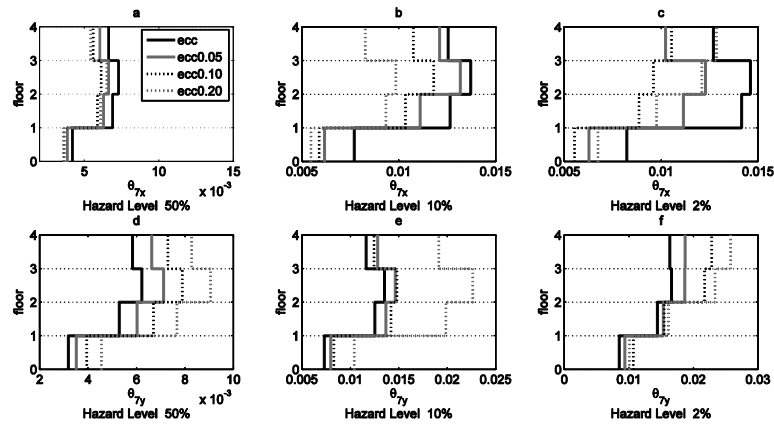 a
b
c
4
3
2
1
0
floor
ecc
ecc0.05
ecc0.10
ecc0.20
5
10
15
x 10⁻³
θ7x
Hazard Level 50%
4
3
2
1
0
floor
0.005
0.01
0.015
θ7x
Hazard Level 10%
4
3
2
1
0
floor
0.005
0.01
0.015
θ7x
Hazard Level 2%
d
e
f
4
3
2
1
0
floor
2
4
6
8
10
x 10⁻³
θ7y
Hazard Level 50%
4
3
2
1
0
floor
0.005
0.015
0.02
0.025
0.01
θ7y
Hazard Level 10%
4
3
2
1
0
floor
0
0.01
0.02
0.03
θ7y
Hazard Level 2%